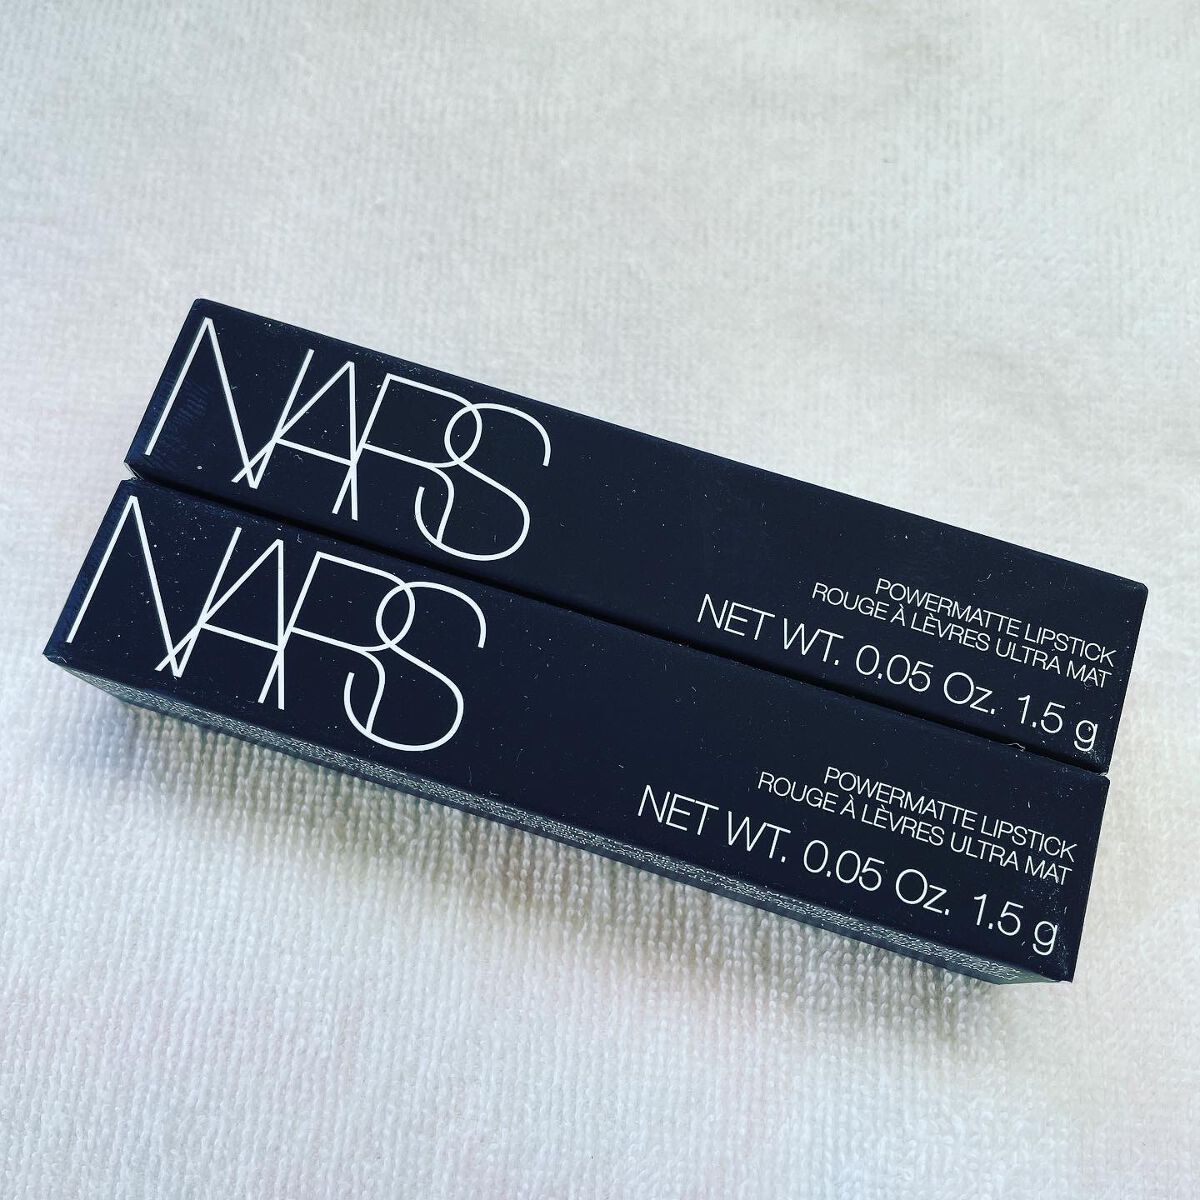 NARS
POWERMATTE LIPSTICK
ROUGE À LÈVRES ULTRA MAT
NET WT. 0.05 Oz. 1.5 g
NARS
POWERMATTE LIPSTICK
ROUGE À LÈVRES ULTRA MAT
NET WT. 0.05 Oz. 1.5 g